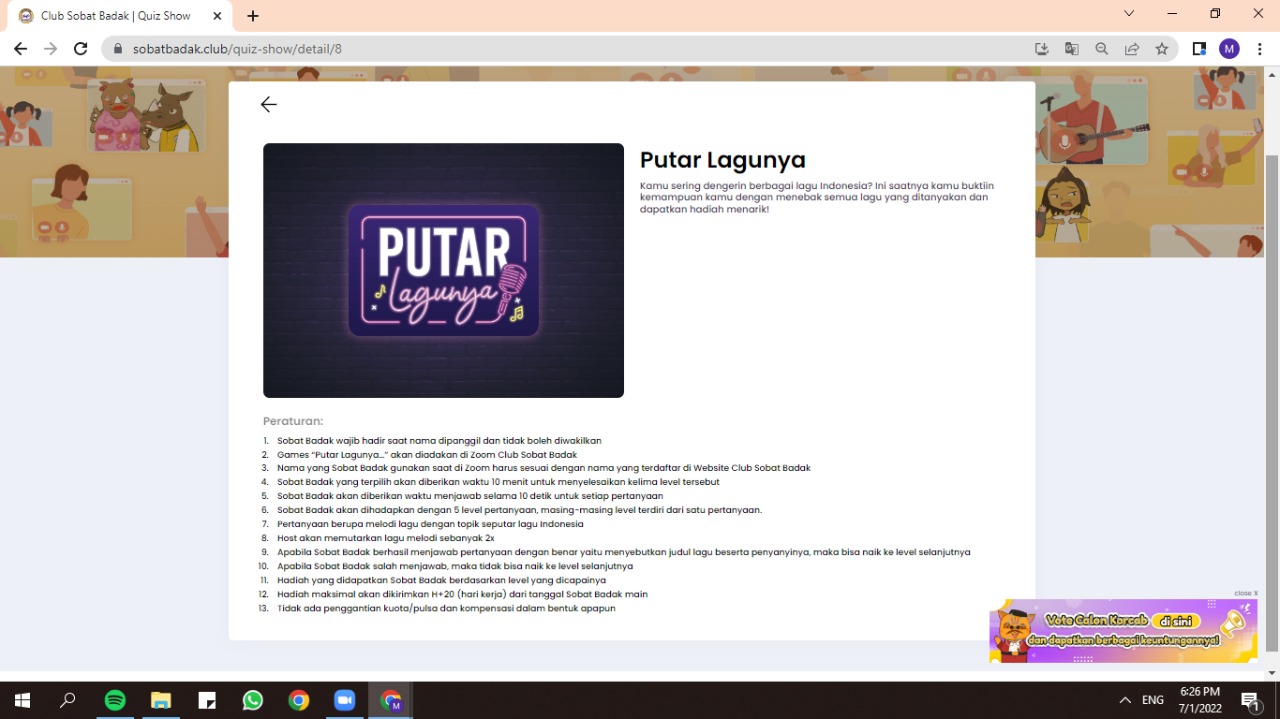 Club Sobat Badak | Quiz Show
sobatbadak.club/quiz-show/detail/8
M
PUTAR
Lagunya
Putar Lagunya
Kamu sering dengerin berbagai lagu Indonesia? Ini saatnya kamu buktiin
kemampuan kamu dengan menebak semua lagu yang ditanyakan dan
dapatkan hadiah menarik!
Peraturan:
1. Sobat Badak wajib hadir saat nama dipanggil dan tidak boleh diwakilkan
2. Games “Putar Lagunya...” akan diadakan di Zoom Club Sobat Badak
3. Nama yang Sobat Badak gunakan saat di Zoom harus sesuai dengan nama yang terdaftar di Website Club Sobat Badak
4. Sobat Badak yang terpilih akan diberikan waktu 10 menit untuk menyelesaikan kelima level tersebut
5. Sobat Badak akan diberikan waktu menjawab selama 10 detik untuk setiap pertanyaan
6. Sobat Badak akan dihadapkan dengan 5 level pertanyaan, masing-masing level terdiri dari satu pertanyaan.
7. Pertanyaan berupa melodi lagu dengan topik seputar lagu Indonesia
8. Host akan memutarkan lagu melodi sebanyak 2x
9. Apabila Sobat Badak berhasil menjawab pertanyaan dengan benar yaitu menyebutkan judul lagu beserta penyanyinya, maka bisa naik ke level selanjutnya
10. Apabila Sobat Badak salah menjawab, maka tidak bisa naik ke level selanjutnya
11. Hadiah yang didapatkan Sobat Badak berdasarkan level yang dicapainya
12. Hadiah maksimal akan dikirimkan H+20 (hari kerja) dari tanggal Sobat Badak main
13. Tidak ada penggantian kuota/pulsa dan kompensasi dalam bentuk apapun
close X
Vote Calon Korcab di sini
dan dapatkan berbagai keuntungannya!
M
ENG
6:26 PM
7/1/2022
1